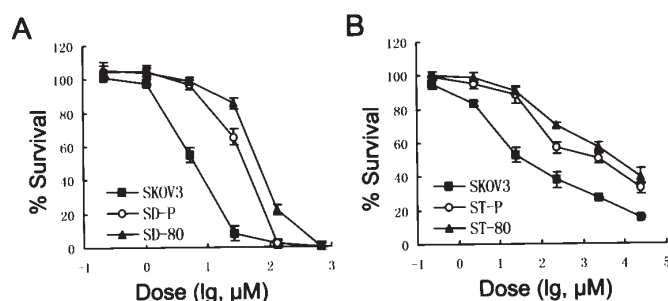 A
120
100
80
60
40
20
0
% Survival
SKOV3
SD-P
SD-80
-1
0
1
2
3
Dose (lg, μM)
B
120
100
80
60
40
20
0
% Survival
SKOV3
ST-P
ST-80
-1
0
1
2
3
4
5
Dose (lg, μM)